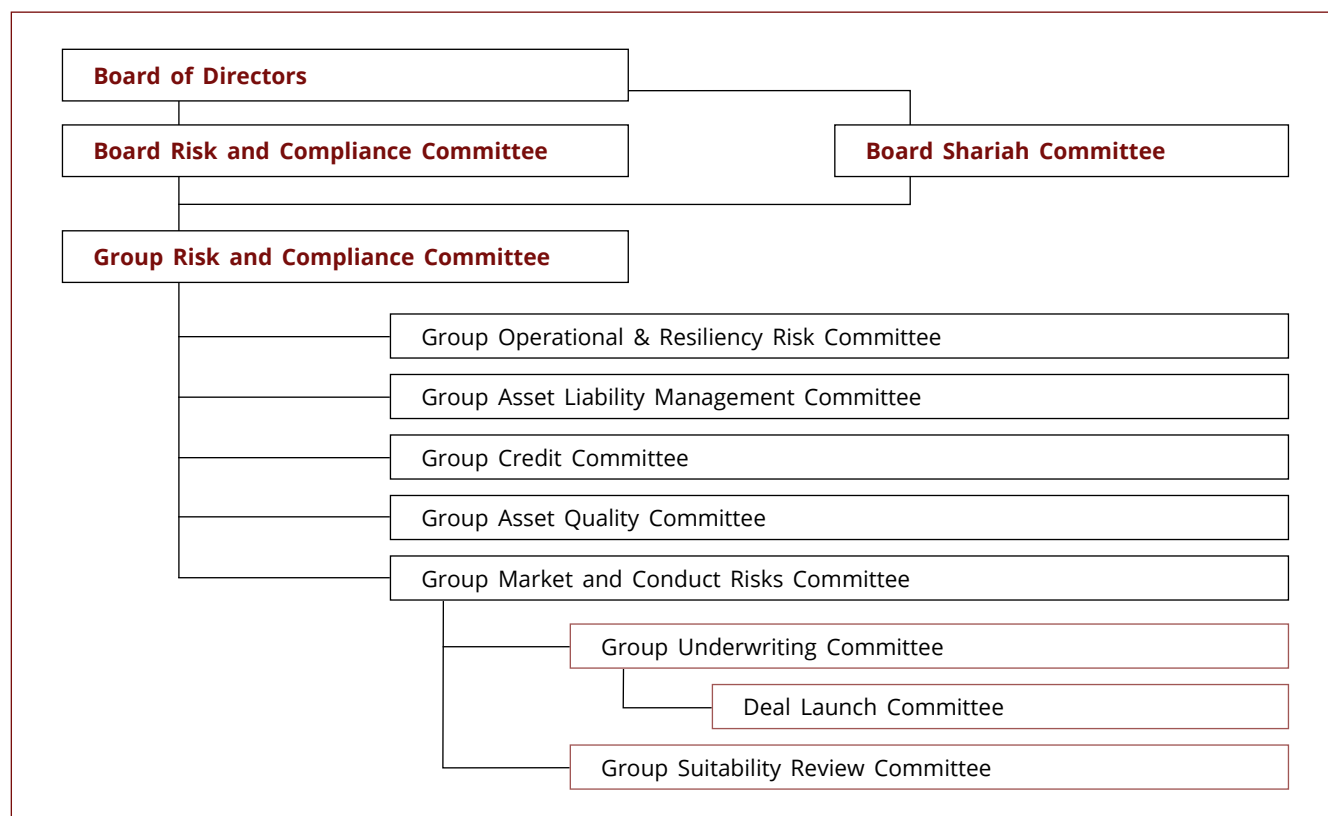 Board of Directors
Board Risk and Compliance Committee
Board Shariah Committee
Group Risk and Compliance Committee
Group Operational & Resiliency Risk Committee
Group Asset Liability Management Committee
Group Credit Committee
Group Asset Quality Committee
Group Market and Conduct Risks Committee
Group Underwriting Committee
Deal Launch Committee
Group Suitability Review Committee